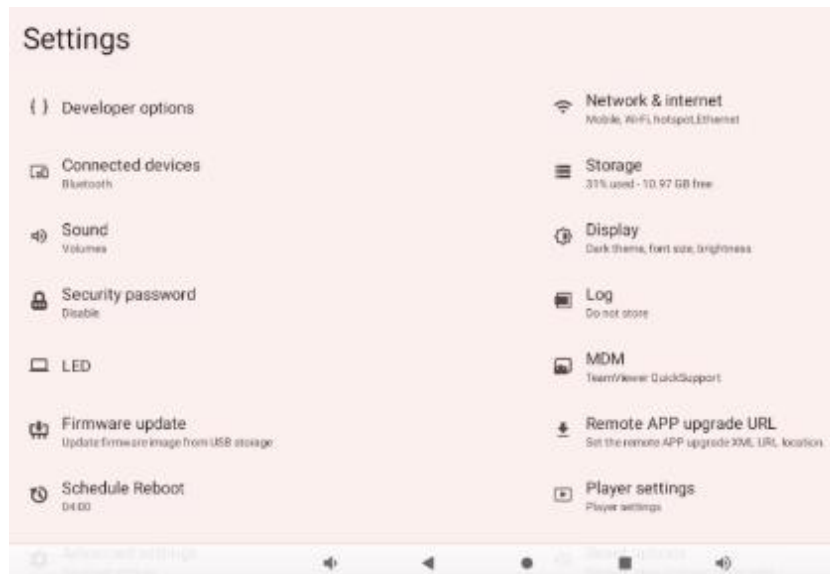 Settings
Developer options
Network & internet
Mobile, Wi-Fi, hotspot,Ethernet
Connected devices
Bluetooth
Storage
31% used - 10.97 GB free
Sound
Volumes
Display
Dark theme, font size, brightness
Security password
Disable
Log
Do not store
LED
MDM
TeamViewer QuickSupport
Firmware update
Update firmware image from USB storage
Remote APP upgrade URL
Set the remote APP upgrade XML URL location.
Schedule Reboot
04:00
Player settings
Player settings
Advanced settings